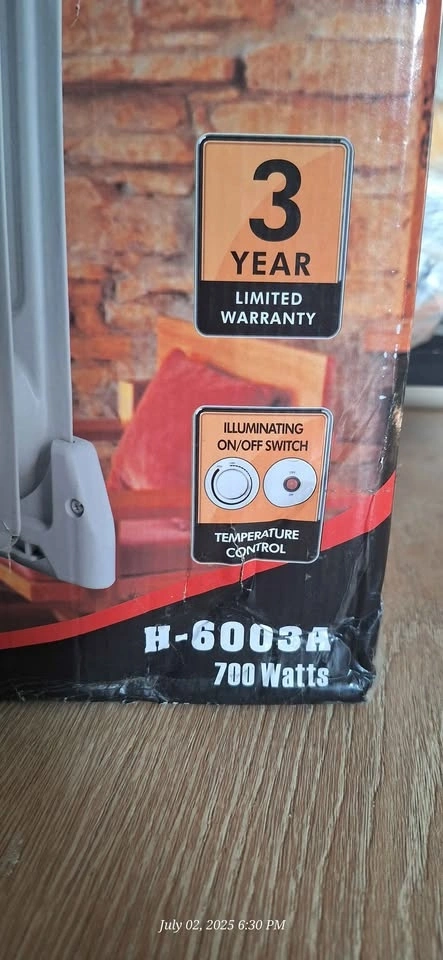 3
YEAR
LIMITED
WARRANTY
ILLUMINATING
ON/OFF SWITCH
TEMPERATURE
CONTROL
H-6003A
700 Watts
July 02, 2025 6:30 PM